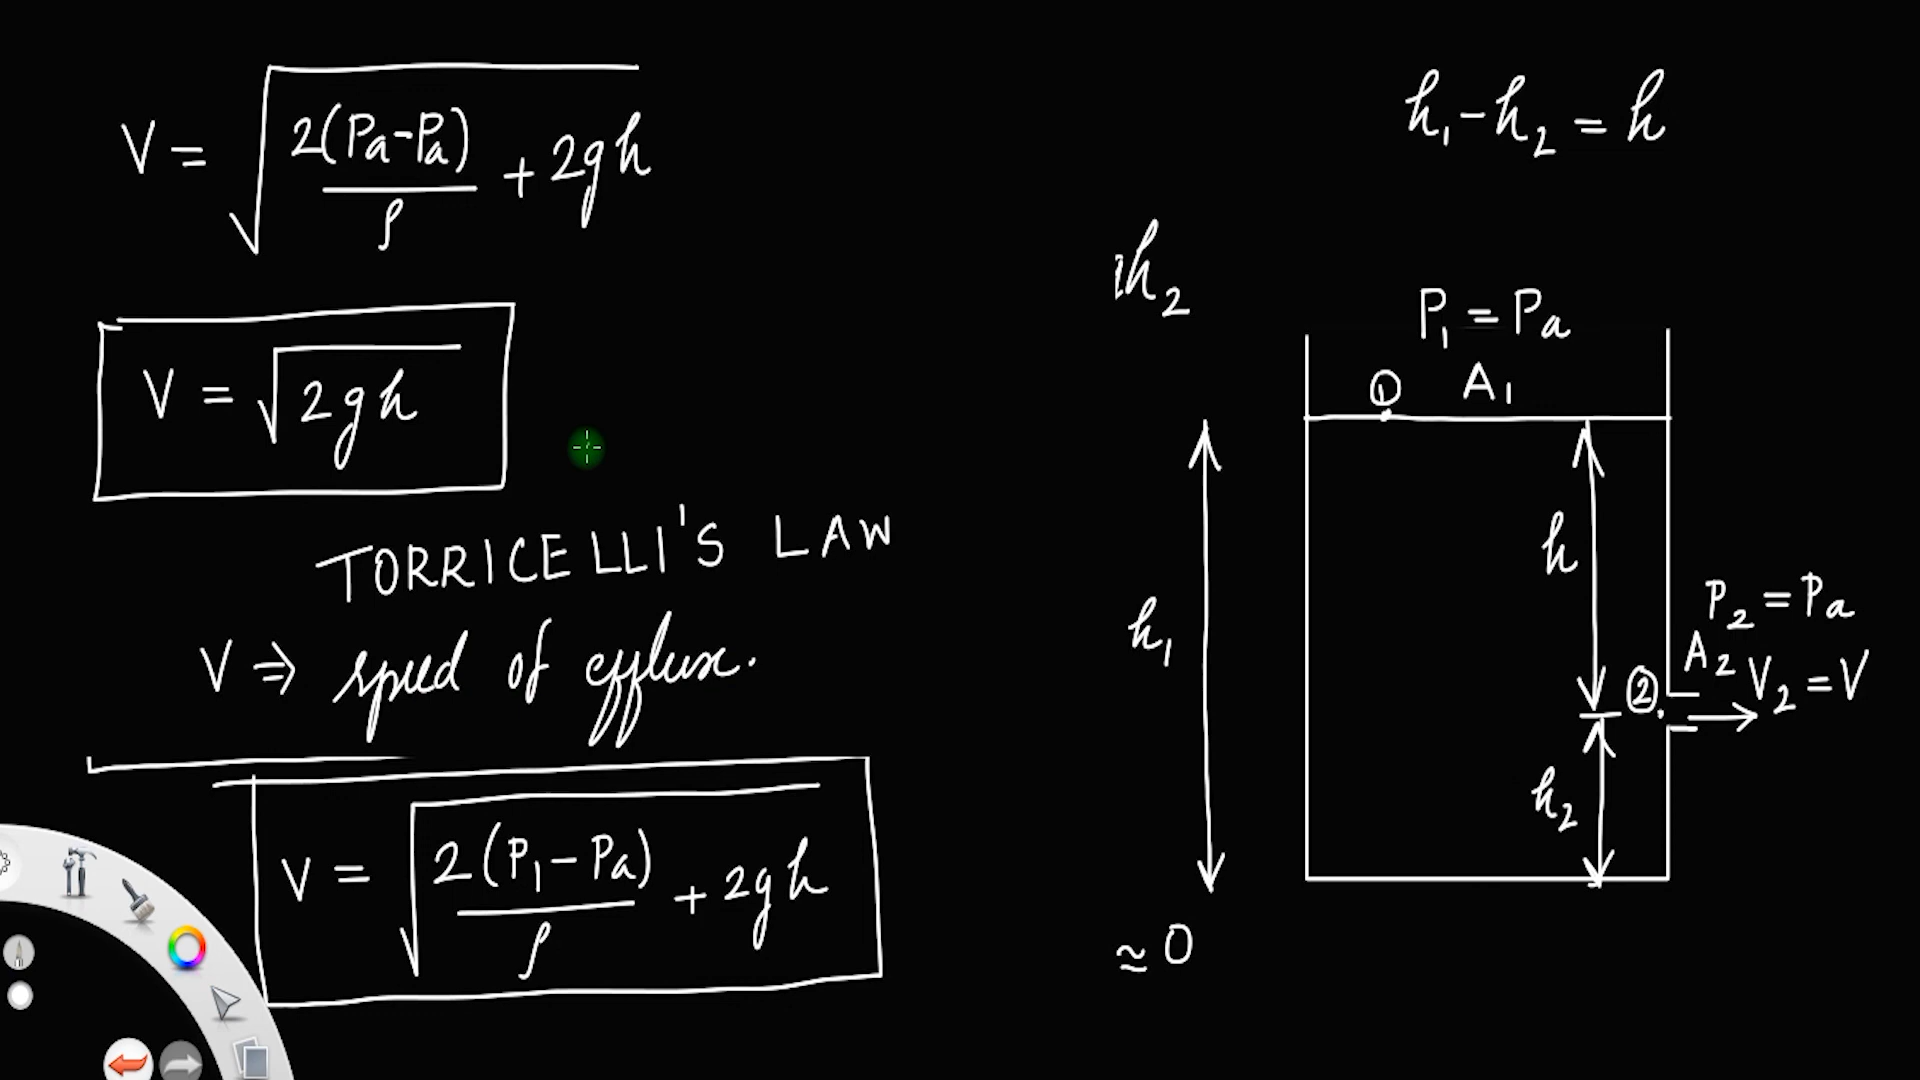 V = √(2(Pa-Pa)/ρ + 2gh)
V = √2gh
TORRICELLI'S LAW
V ⇒ speed of efflux.
V = √(2(P₁-Pa)/ρ + 2gh)
h₁-h₂ = h
h₂
P₁ = Pa
① A₁
h
h₁
P₂ = Pa
A₂
② V₂ = V
h₂
≈ 0